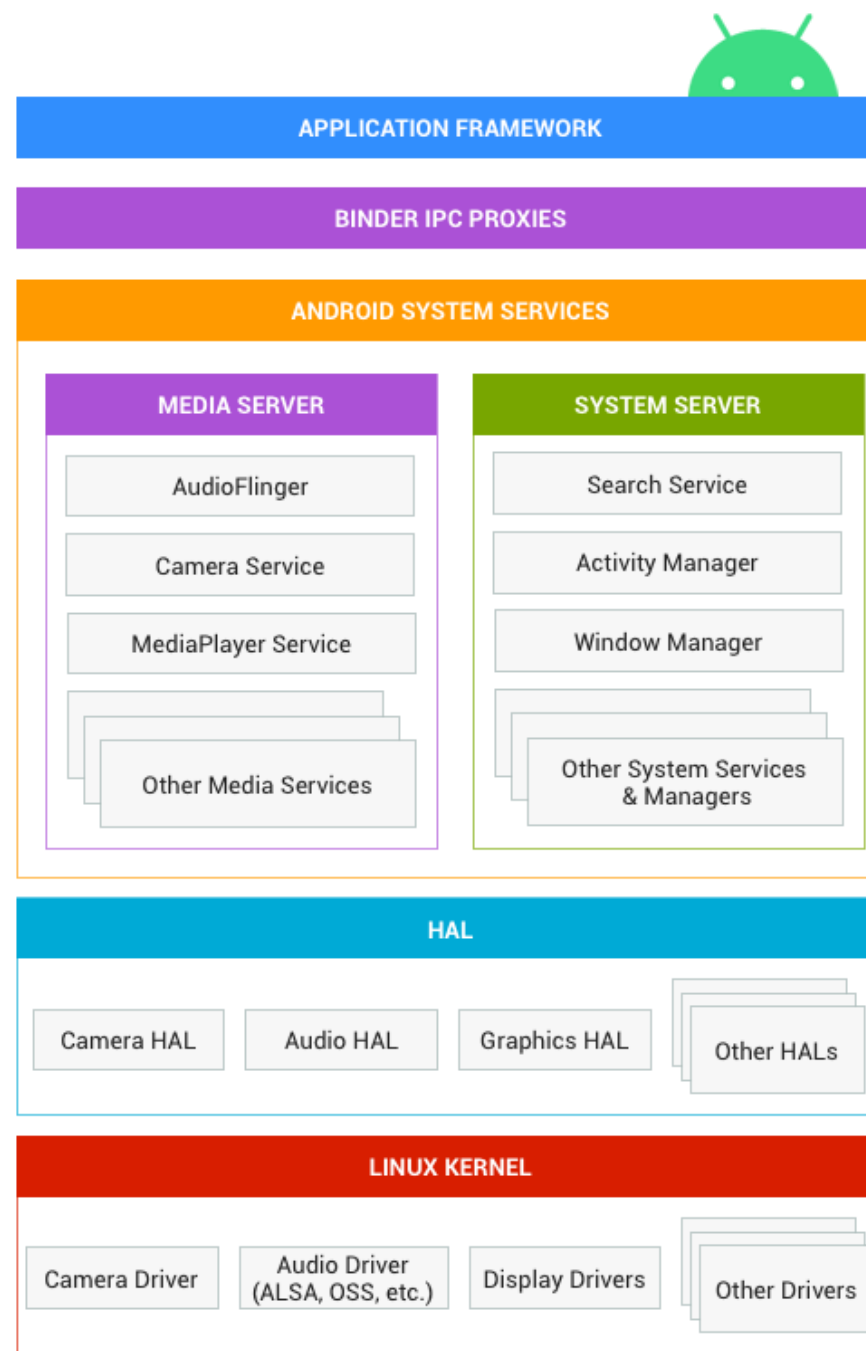 APPLICATION FRAMEWORK
BINDER IPC PROXIES
ANDROID SYSTEM SERVICES
MEDIA SERVER
AudioFlinger
Camera Service
MediaPlayer Service
Other Media Services
SYSTEM SERVER
Search Service
Activity Manager
Window Manager
Other System Services
& Managers
HAL
Camera HAL
Audio HAL
Graphics HAL
Other HALs
LINUX KERNEL
Camera Driver
Audio Driver
(ALSA, OSS, etc.)
Display Drivers
Other Drivers